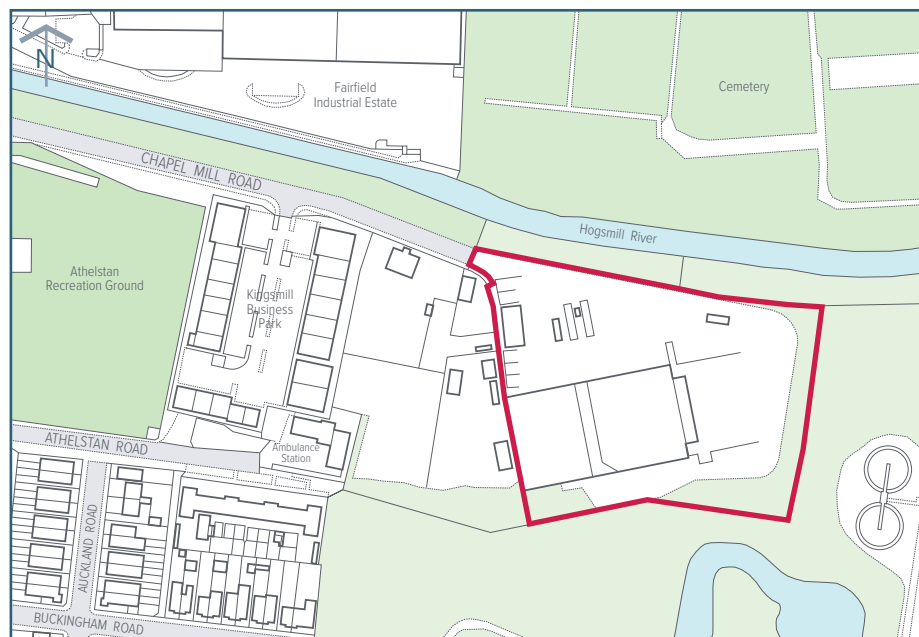 N
Fairfield
Industrial Estate
Cemetery
CHAPEL MILL ROAD
Hogsmill River
Athelstan
Recreation Ground
Kingsmill
Business
Park
ATHELSTAN ROAD
Ambulance
Station
AUCKLAND ROAD
BUCKINGHAM ROAD